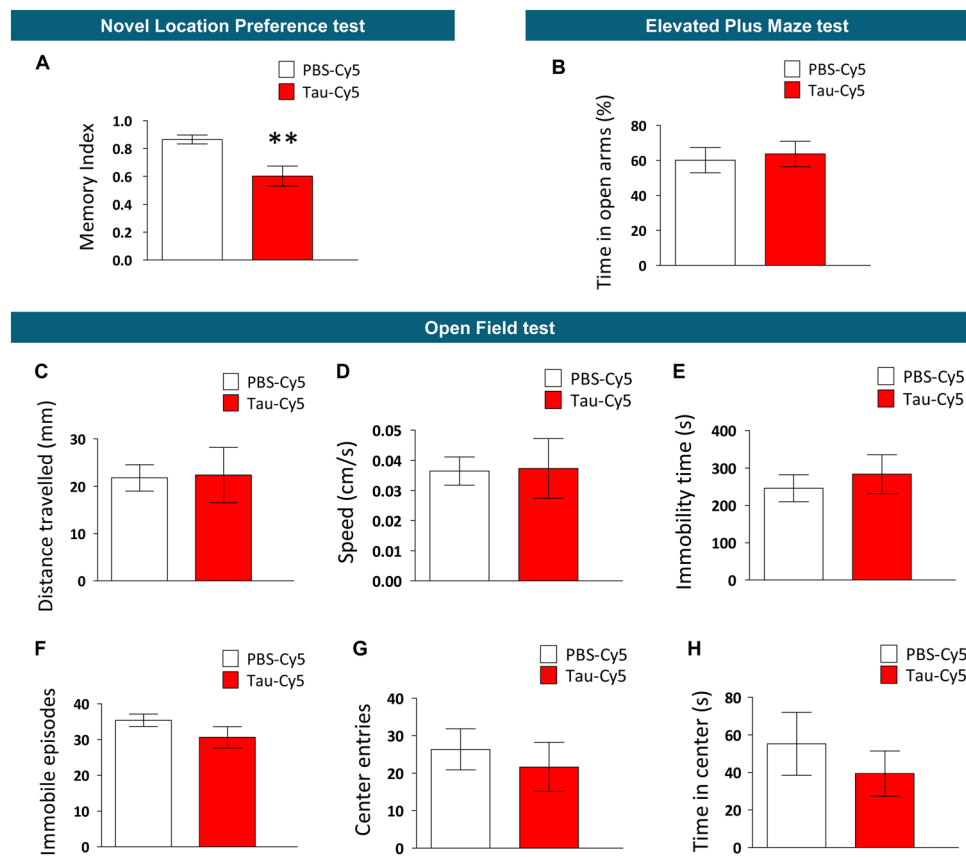 Novel Location Preference test
Elevated Plus Maze test
A
PBS-Cy5
Tau-Cy5
Memory Index
1.0
0.8
0.6
0.4
0.2
0.0
**
B
PBS-Cy5
Tau-Cy5
Time in open arms (%)
80
60
40
20
0
Open Field test
C
PBS-Cy5
Tau-Cy5
Distance travelled (mm)
30
20
10
0
D
PBS-Cy5
Tau-Cy5
Speed (cm/s)
0.05
0.04
0.03
0.02
0.01
0.00
E
PBS-Cy5
Tau-Cy5
Immobility time (s)
400
300
200
100
0
F
PBS-Cy5
Tau-Cy5
Immobile episodes
40
30
20
10
0
G
PBS-Cy5
Tau-Cy5
Center entries
40
30
20
10
0
H
PBS-Cy5
Tau-Cy5
Time in center (s)
80
60
40
20
0